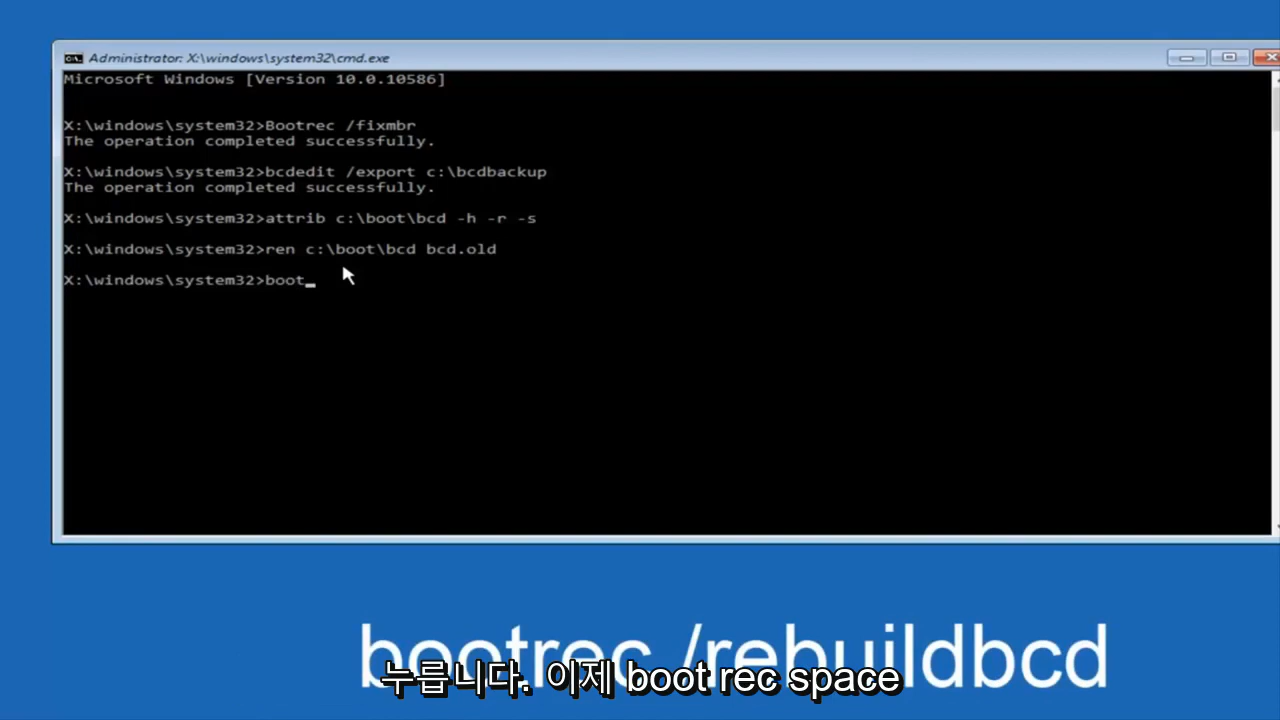 Administrator: X:\windows\system32\cmd.exe
Microsoft Windows [Version 10.0.10586]
X:\windows\system32>Bootrec /fixmbr
The operation completed successfully.
X:\windows\system32>bcdedit /export c:\bcdbackup
The operation completed successfully.
X:\windows\system32>attrib c:\boot\bcd -h -r -s
X:\windows\system32>ren c:\boot\bcd bcd.old
X:\windows\system32>boot_
bootrec /rebuildbcd
누릅니다. 이제 boot rec space